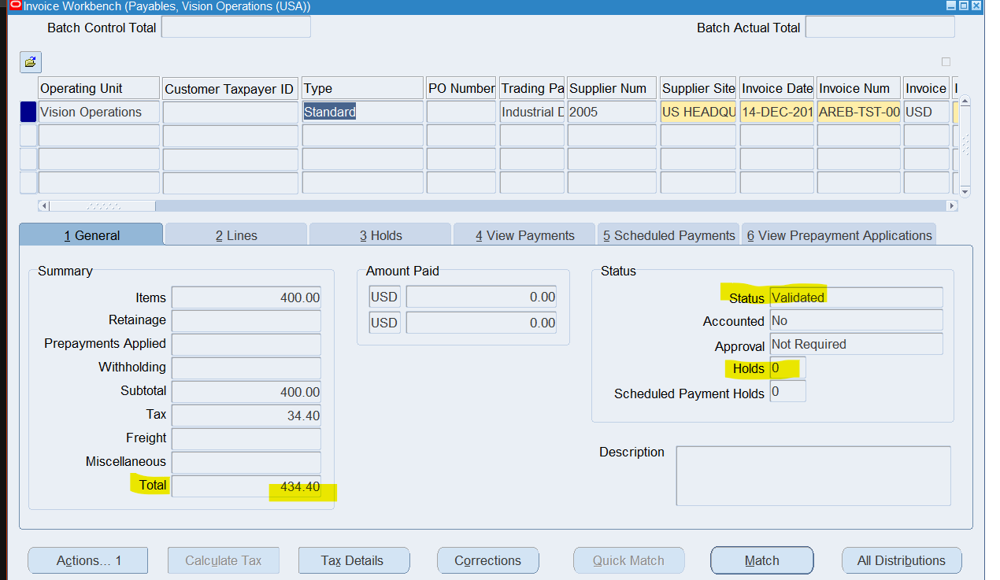 Invoice Workbench (Payables, Vision Operations (USA))
Batch Control Total Batch Actual Total
Operating Unit Customer Taxpayer ID Type PO Number Trading Pa Supplier Num Supplier Site Invoice Date Invoice Num Invoice
Vision Operations Standard Industrial D 2005 US HEADQU 14-DEC-201 AREB-TST-00 USD
1 General 2 Lines 3 Holds 4 View Payments 5 Scheduled Payments 6 View Prepayment Applications
Summary Amount Paid Status
Items 400.00 USD 0.00 Status Validated
Retainage USD 0.00 Accounted No
Prepayments Applied Approval Not Required
Withholding Holds 0
Subtotal 400.00 Scheduled Payment Holds 0
Tax 34.40
Freight
Miscellaneous Description
Total 434.40
Actions... 1 Calculate Tax Tax Details Corrections Quick Match Match All Distributions